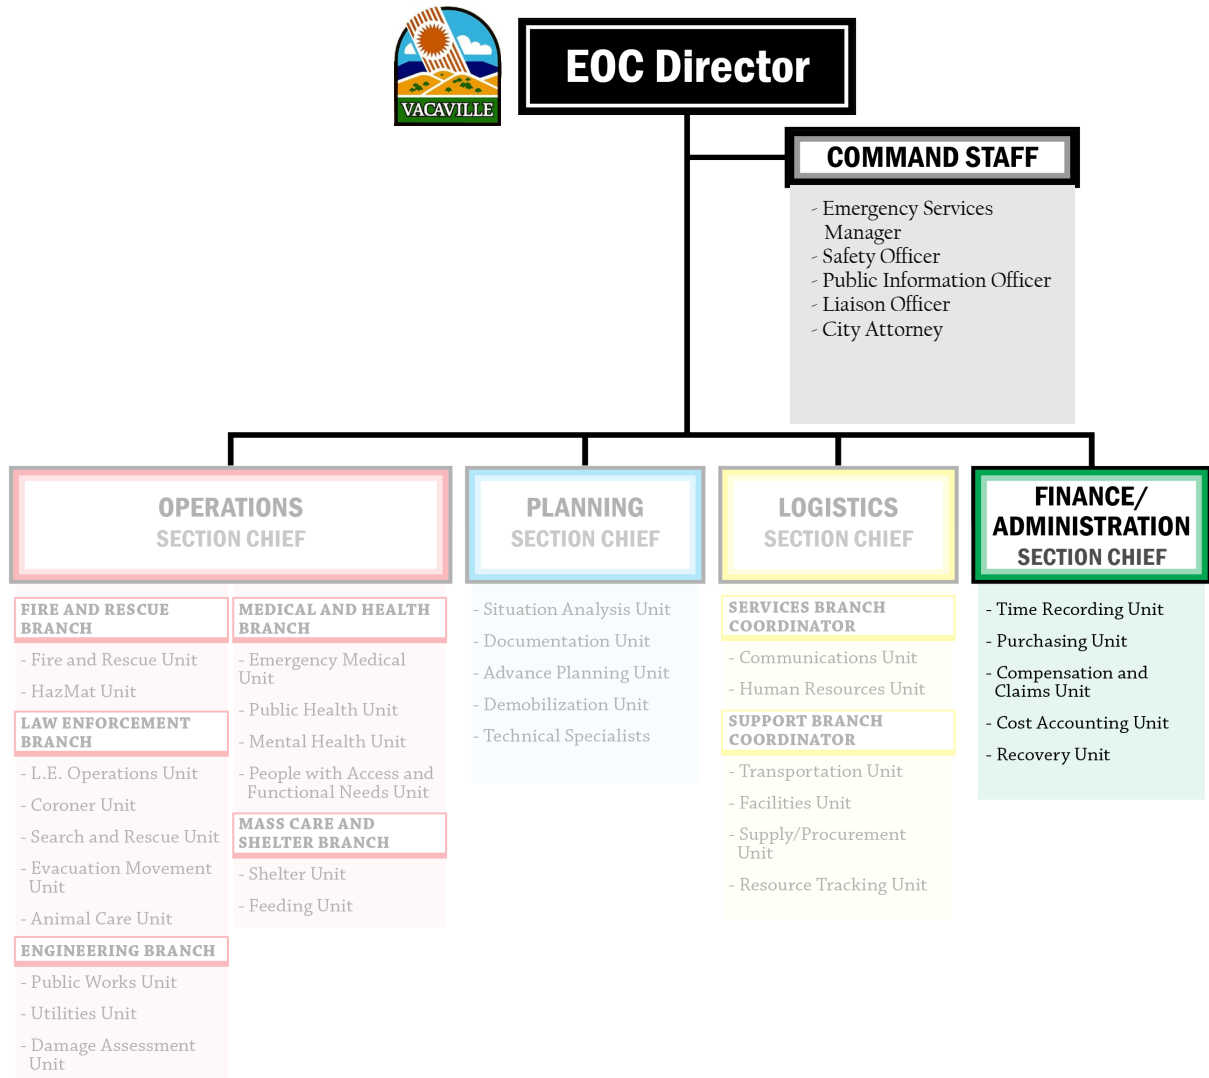 VACAVILLE
EOC Director
COMMAND STAFF
- Emergency Services
Manager
- Safety Officer
- Public Information Officer
- Liaison Officer
- City Attorney
OPERATIONS
SECTION CHIEF
FIRE AND RESCUE
BRANCH
- Fire and Rescue Unit
- HazMat Unit
LAW ENFORCEMENT
BRANCH
- L.E. Operations Unit
- Coroner Unit
- Search and Rescue Unit
- Evacuation Movement
Unit
- Animal Care Unit
ENGINEERING BRANCH
- Public Works Unit
- Utilities Unit
- Damage Assessment
Unit
MEDICAL AND HEALTH
BRANCH
- Emergency Medical
Unit
- Public Health Unit
- Mental Health Unit
- People with Access and
Functional Needs Unit
MASS CARE AND
SHELTER BRANCH
- Shelter Unit
- Feeding Unit
PLANNING
SECTION CHIEF
- Situation Analysis Unit
- Documentation Unit
- Advance Planning Unit
- Demobilization Unit
- Technical Specialists
LOGISTICS
SECTION CHIEF
SERVICES BRANCH
COORDINATOR
- Communications Unit
- Human Resources Unit
SUPPORT BRANCH
COORDINATOR
- Transportation Unit
- Facilities Unit
- Supply/Procurement
Unit
- Resource Tracking Unit
FINANCE/
ADMINISTRATION
SECTION CHIEF
- Time Recording Unit
- Purchasing Unit
- Compensation and
Claims Unit
- Cost Accounting Unit
- Recovery Unit